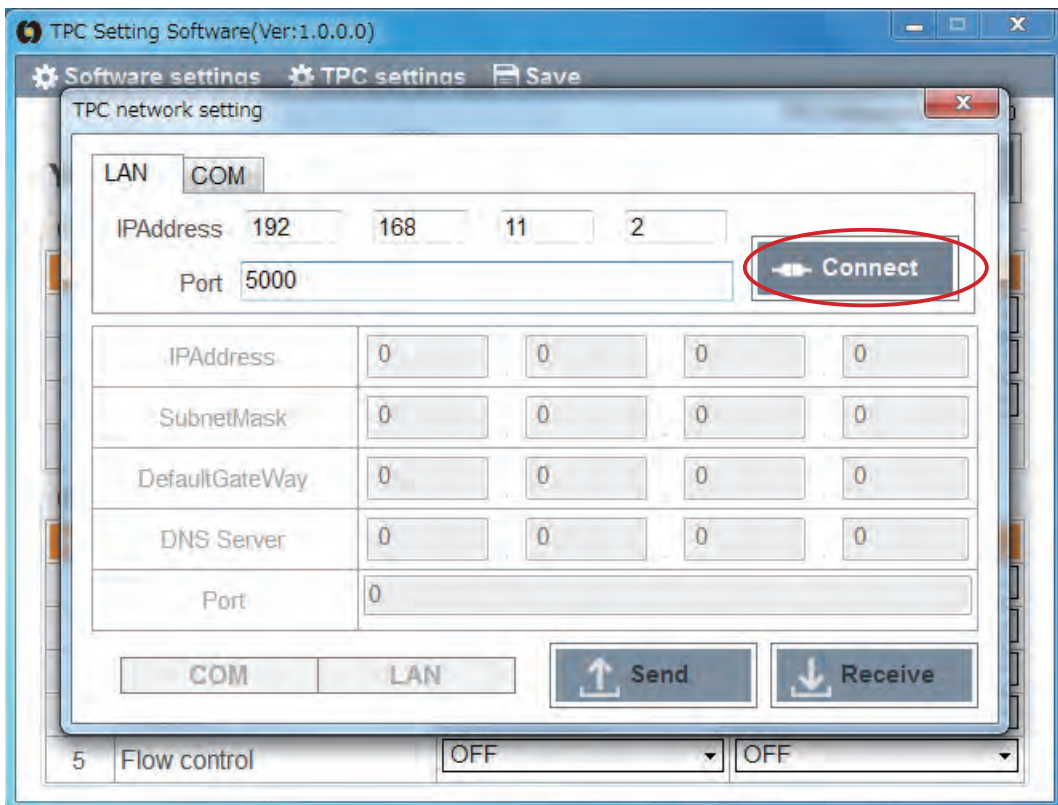 TPC Setting Software(Ver:1.0.0.0)
Software settings TPC settings Save
TPC network setting
LAN COM
IPAddress 192 168 11 2
Port 5000
Connect
IPAddress 0 0 0 0
SubnetMask 0 0 0 0
DefaultGateWay 0 0 0 0
DNS Server 0 0 0 0
Port 0
COM LAN Send Receive
5 Flow control OFF OFF